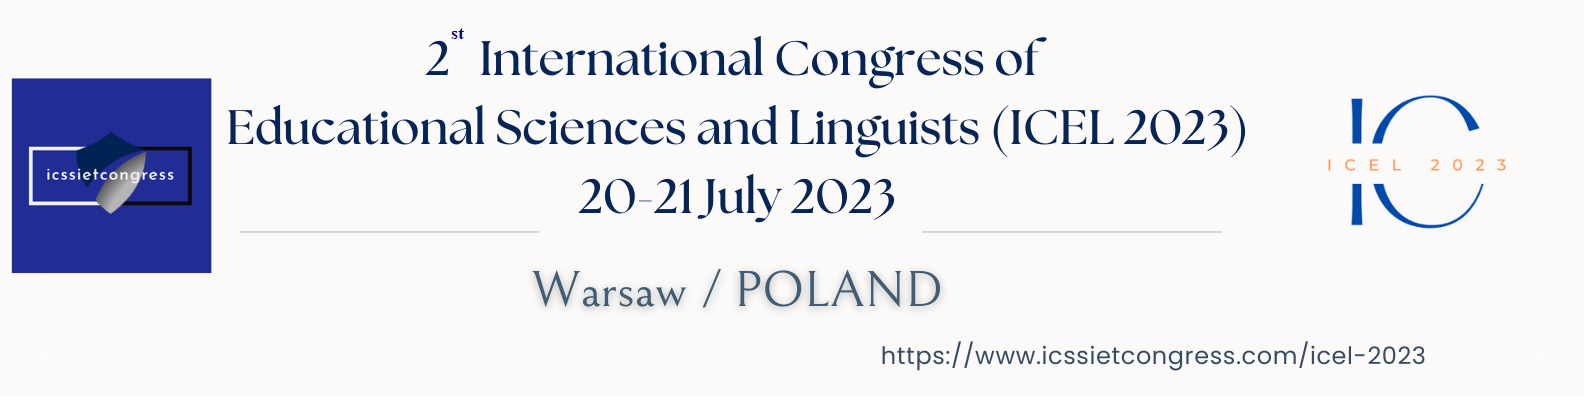 2st International Congress of
Educational Sciences and Linguists (ICEL 2023)
20-21 July 2023
icssietcongress
IC
ICEL 2023
Warsaw / POLAND
https://www.icssietcongress.com/icel-2023